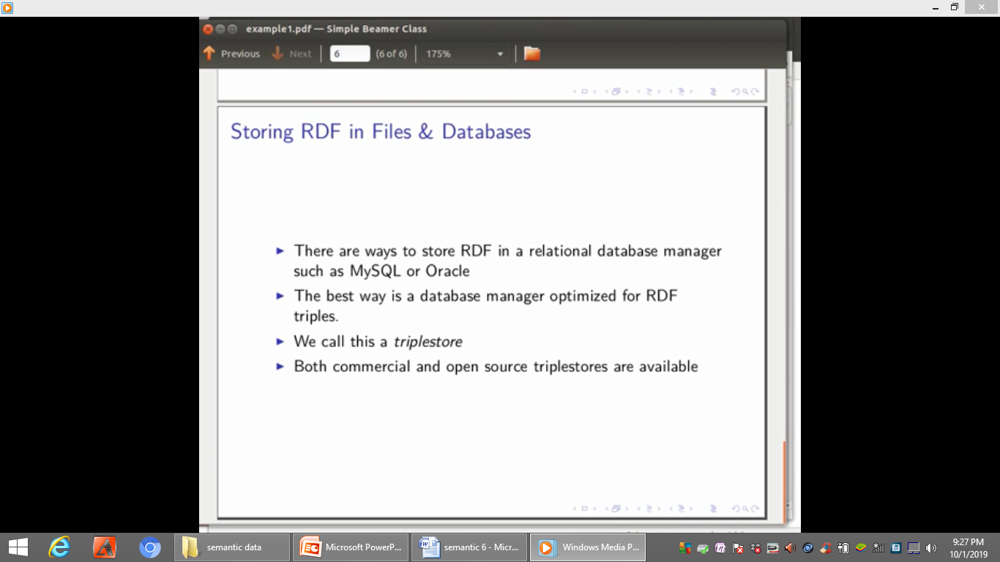 example1.pdf — Simple Beamer Class
Previous Next 6 (6 of 6) 175%
Storing RDF in Files & Databases
There are ways to store RDF in a relational database manager
such as MySQL or Oracle
The best way is a database manager optimized for RDF
triples.
We call this a triplestore
Both commercial and open source triplestores are available
semantic data
Microsoft PowerP...
semantic 6 - Micr...
Windows Media P...
9:27 PM
10/1/2019